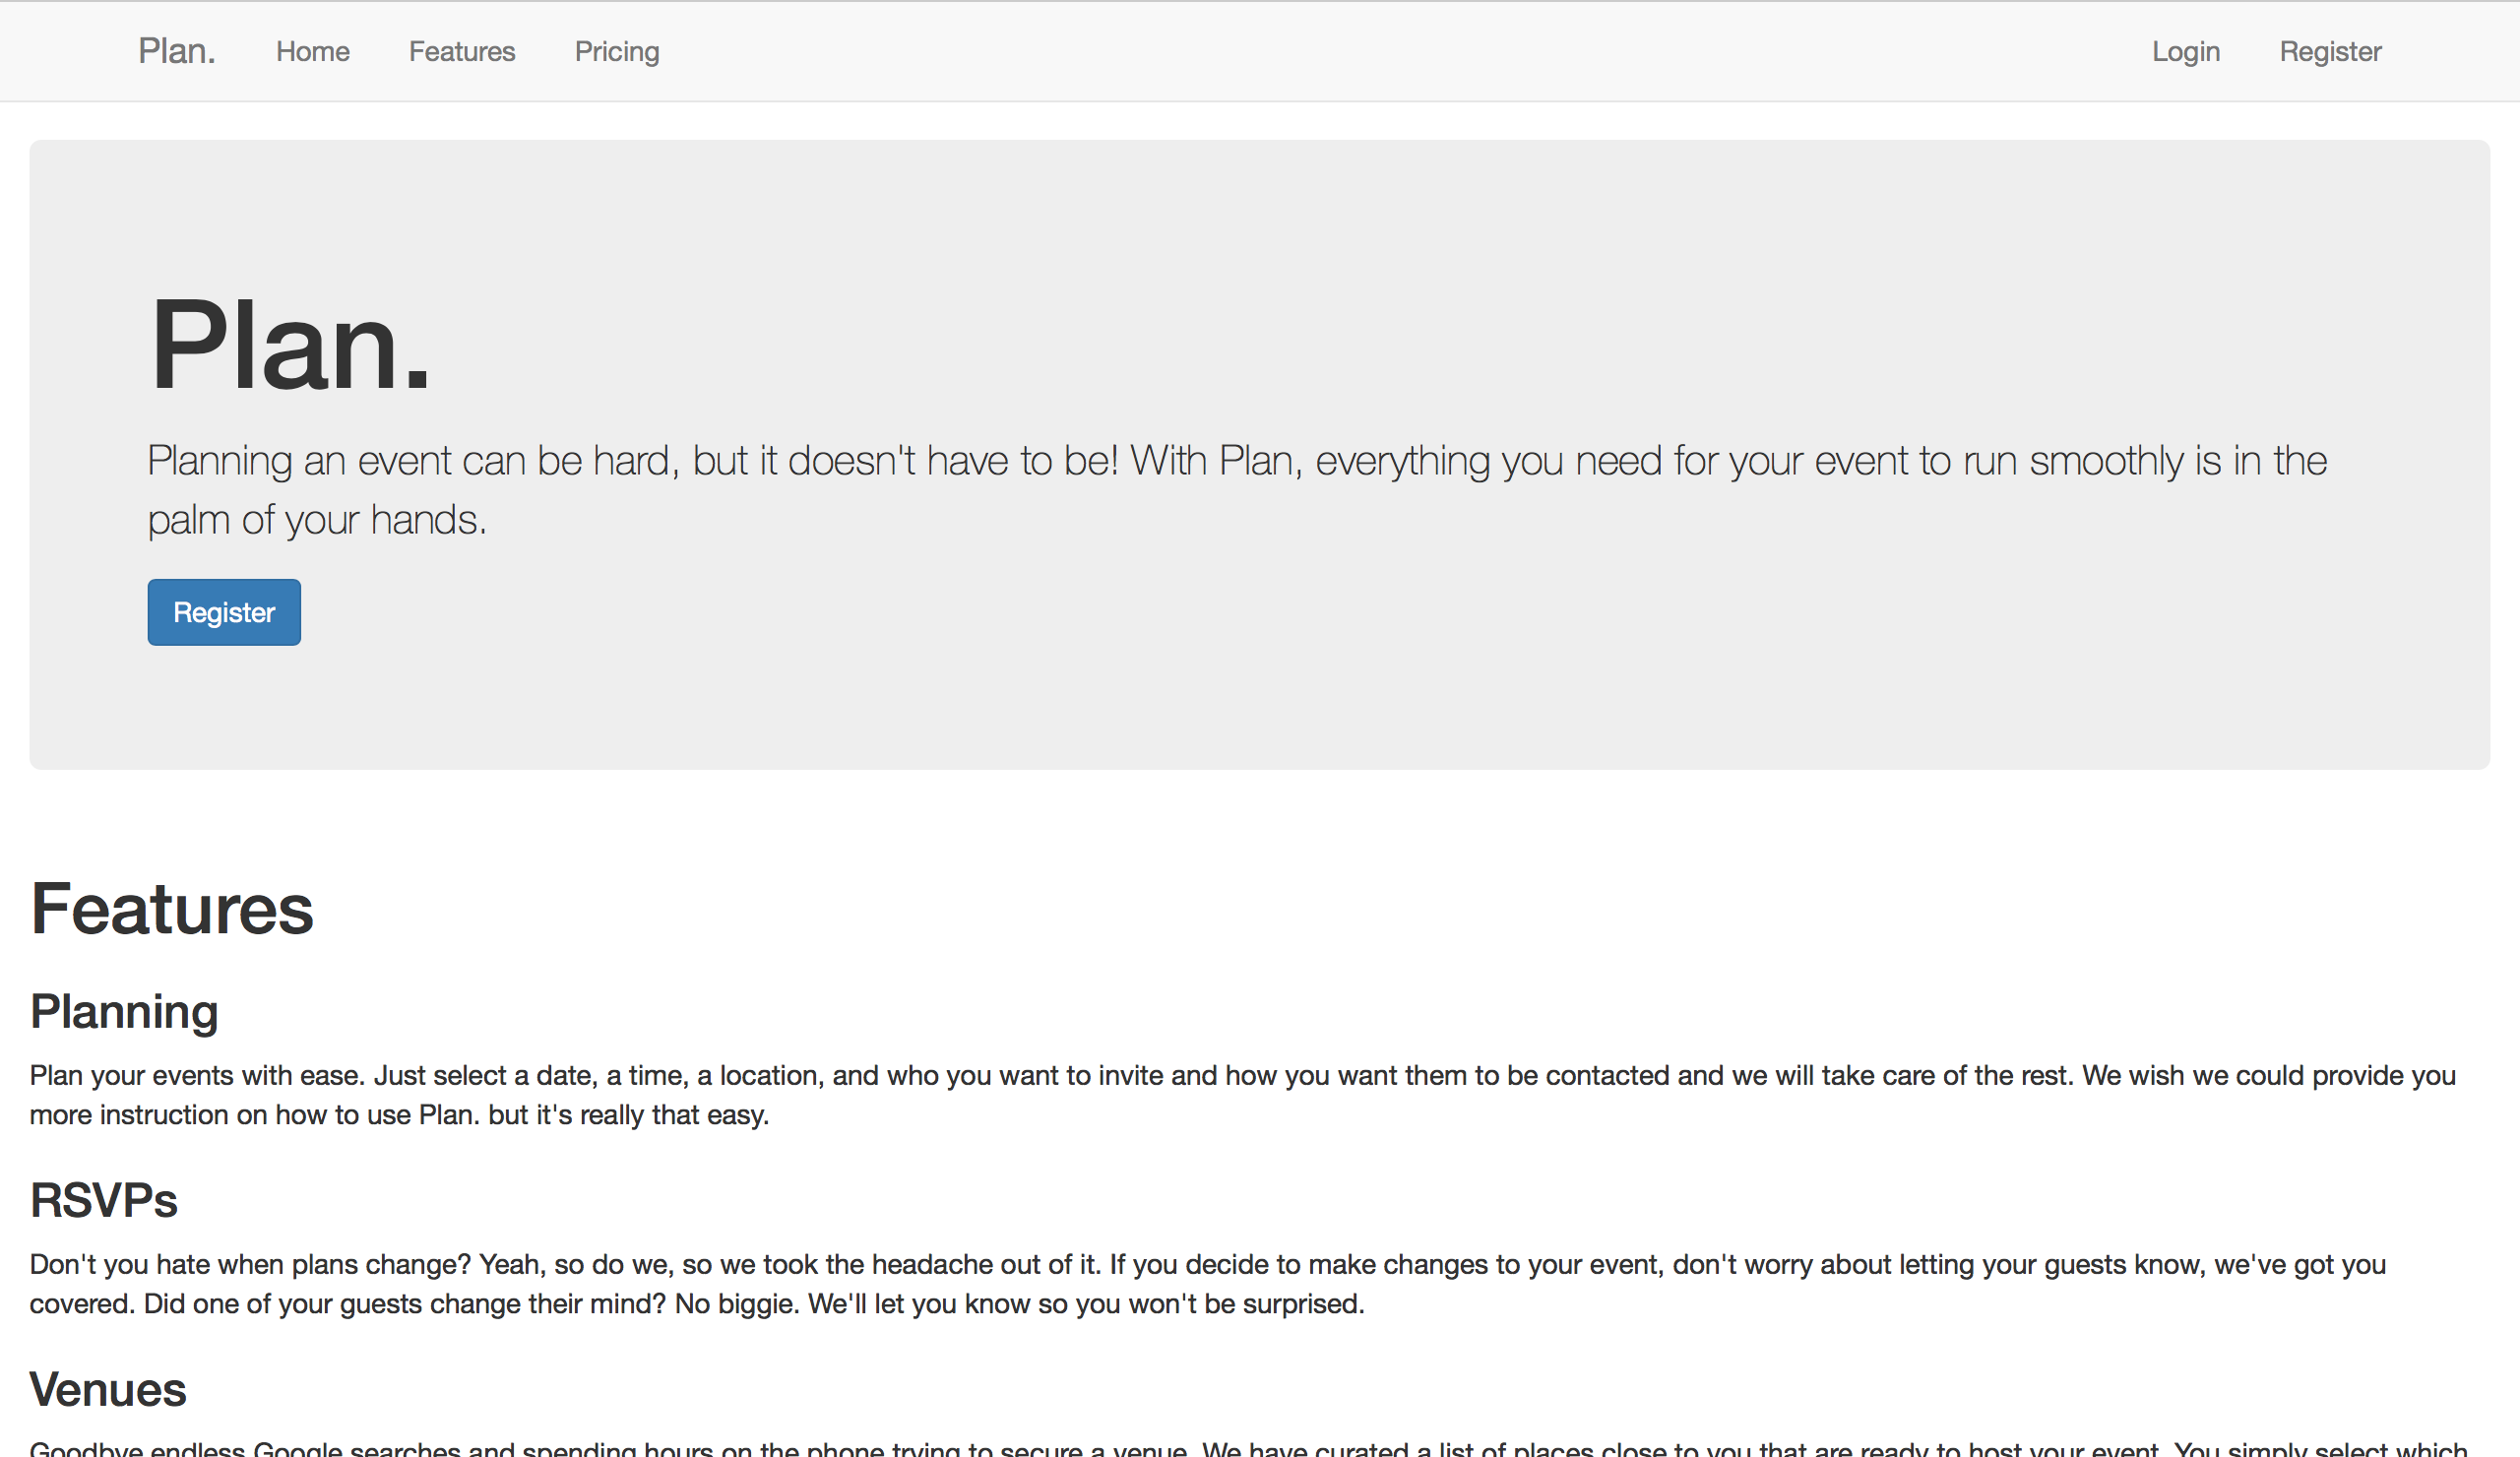 Plan. Home Features Pricing Login Register
Plan.
Planning an event can be hard, but it doesn't have to be! With Plan, everything you need for your event to run smoothly is in the
palm of your hands.
Register
Features
Planning
Plan your events with ease. Just select a date, a time, a location, and who you want to invite and how you want them to be contacted and we will take care of the rest. We wish we could provide you
more instruction on how to use Plan. but it's really that easy.
RSVPs
Don't you hate when plans change? Yeah, so do we, so we took the headache out of it. If you decide to make changes to your event, don't worry about letting your guests know, we've got you
covered. Did one of your guests change their mind? No biggie. We'll let you know so you won't be surprised.
Venues
Goodbye endless Google searches and spending hours on the phone trying to secure a venue. We have curated a list of places close to you that are ready to host your event. You simply select which